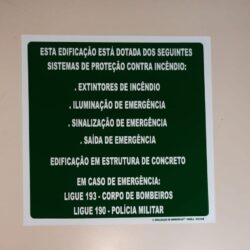 ESTA EDIFICAÇÃO ESTÁ DOTADA DOS SEGUINTES
SISTEMAS DE PROTEÇÃO CONTRA INCÊNDIO:
. EXTINTORES DE INCÊNDIO
. ILUMINAÇÃO DE EMERGÊNCIA
. SINALIZAÇÃO DE EMERGÊNCIA
. SAÍDA DE EMERGÊNCIA
EDIFICAÇÃO EM ESTRUTURA DE CONCRETO
EM CASO DE EMERGÊNCIA:
LIGUE 193 - CORPO DE BOMBEIROS
LIGUE 190 - POLÍCIA MILITAR